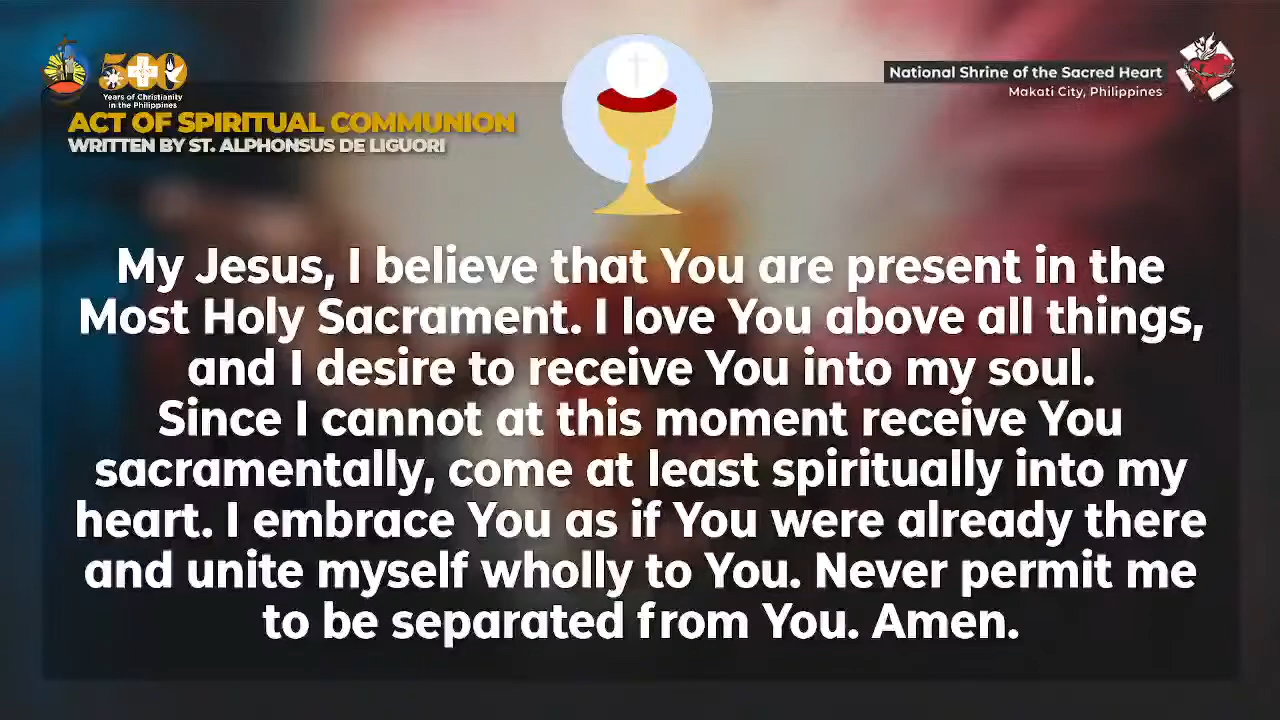 500
Years of Christianity
in the Philippines
National Shrine of the Sacred Heart
Makati City, Philippines
ACT OF SPIRITUAL COMMUNION
WRITTEN BY ST. ALPHONSUS DE LIGUORI
My Jesus, I believe that You are present in the
Most Holy Sacrament. I love You above all things,
and I desire to receive You into my soul.
Since I cannot at this moment receive You
sacramentally, come at least spiritually into my
heart. I embrace You as if You were already there
and unite myself wholly to You. Never permit me
to be separated from You. Amen.